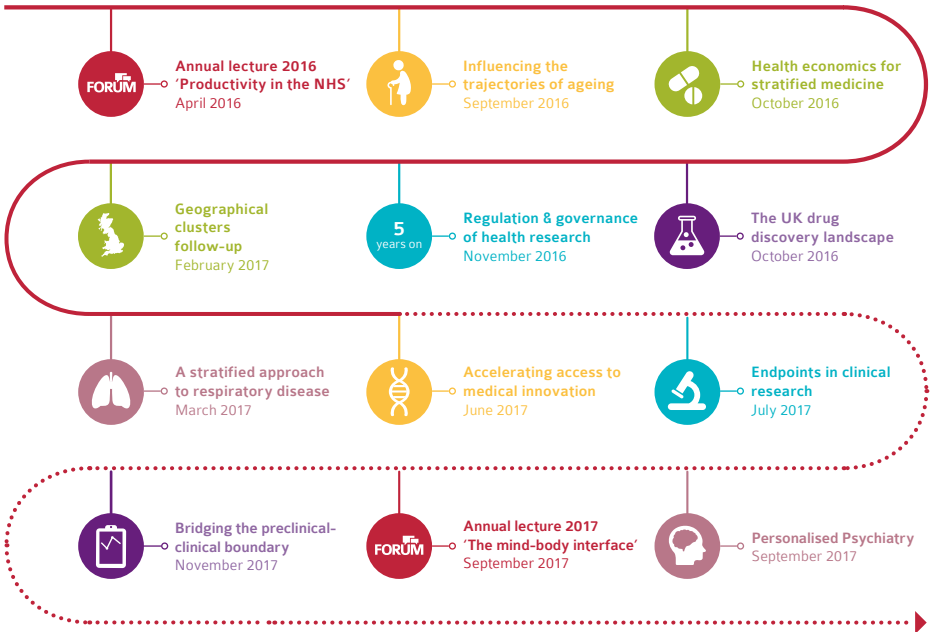 FORUM
Annual lecture 2016
‘Productivity in the NHS’
April 2016
Influencing the
trajectories of ageing
September 2016
Health economics for
stratified medicine
October 2016
Geographical
clusters
follow-up
February 2017
5
years on
Regulation & governance
of health research
November 2016
The UK drug
discovery landscape
October 2016
A stratified approach
to respiratory disease
March 2017
Accelerating access to
medical innovation
June 2017
Endpoints in clinical
research
July 2017
Bridging the preclinical-
clinical boundary
November 2017
FORUM
Annual lecture 2017
‘The mind-body interface’
September 2017
Personalised Psychiatry
September 2017